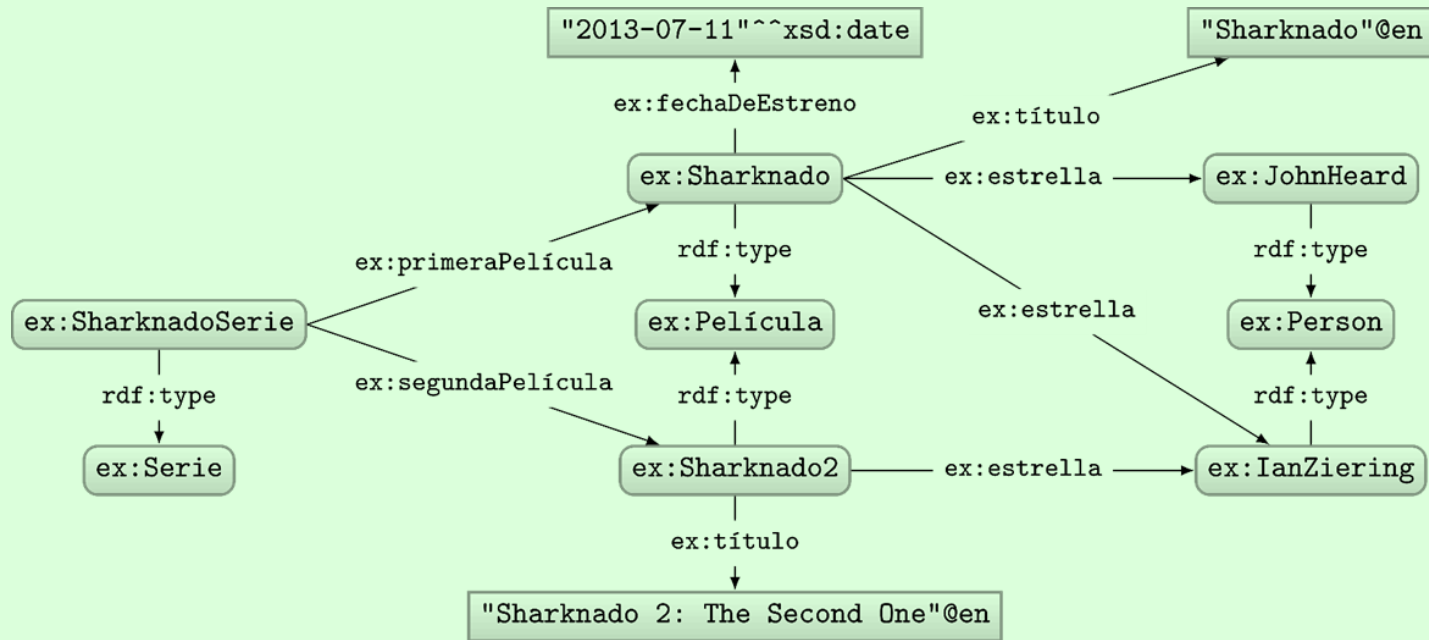 "2013-07-11"^^xsd:date
"Sharknado"@en
ex:fechaDeEstreno
ex:título
ex:Sharknado
ex:estrella
ex:JohnHeard
rdf:type
rdf:type
ex:primeraPelícula
ex:SharknadoSerie
ex:Película
ex:estrella
ex:Person
ex:segundaPelícula
rdf:type
rdf:type
rdf:type
ex:Serie
ex:Sharknado2
ex:estrella
ex:IanZiering
ex:título
"Sharknado 2: The Second One"@en